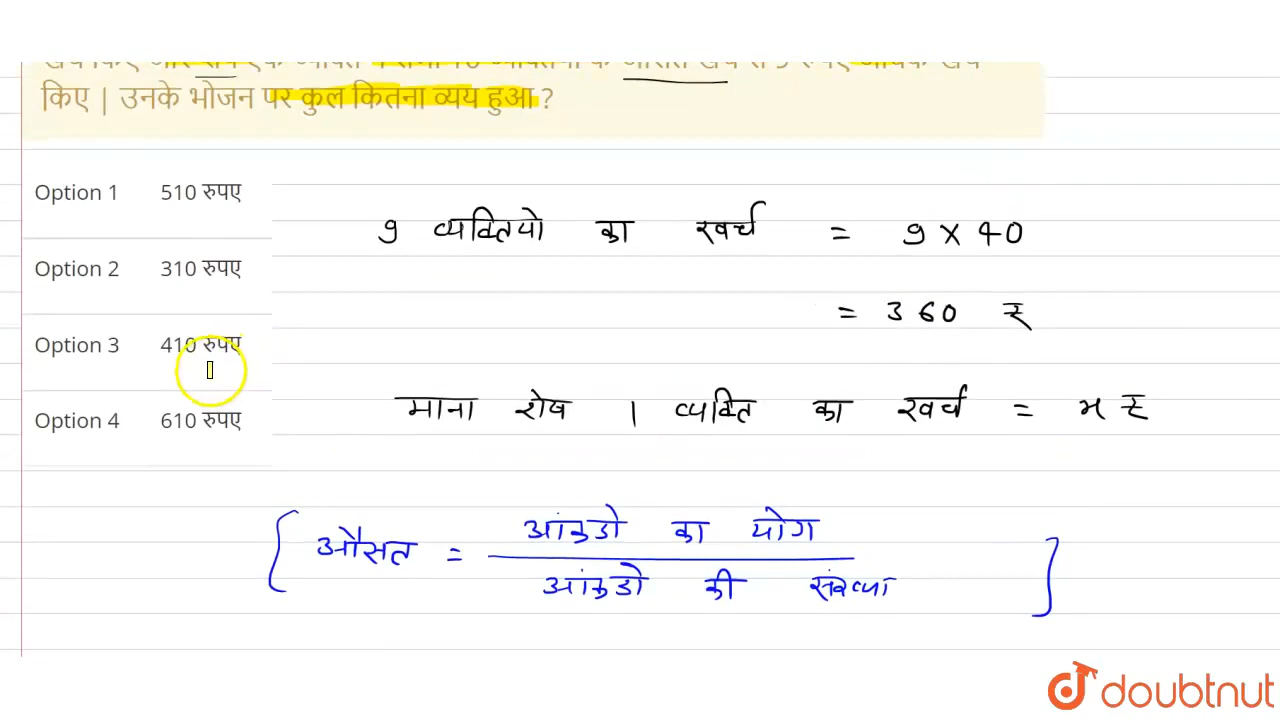 किए | उनके भोजन पर कुल कितना व्यय हुआ ?
Option 1 510 रुपए
Option 2 310 रुपए
Option 3 410 रुपए
Option 4 610 रुपए
9 व्यक्तियो का खर्च = 9 x 40
= 360 ₹
माना शेष 1 व्यक्ति का खर्च = x ₹
[ औसत = आंकडो का योग
आंकडो की संख्या ]
doubtnut